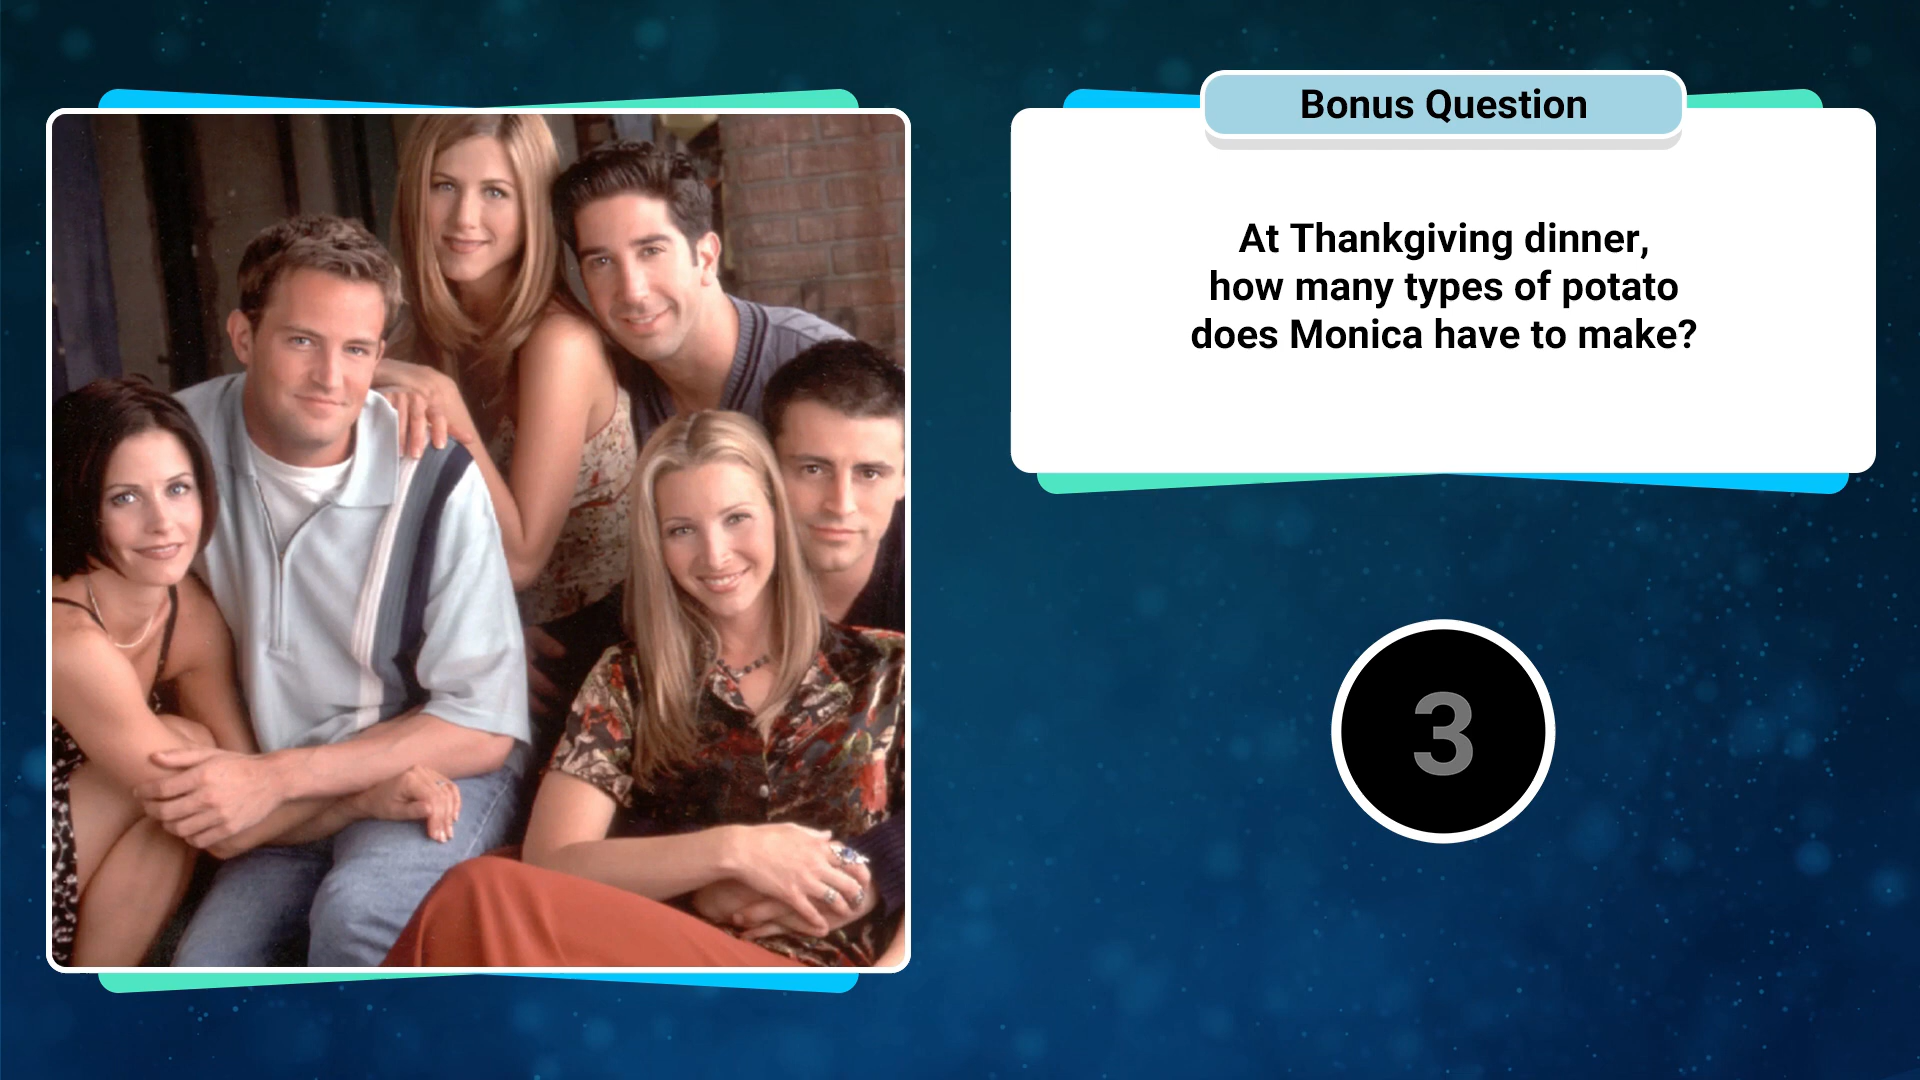 Bonus Question
At Thankgiving dinner,
how many types of potato
does Monica have to make?
3